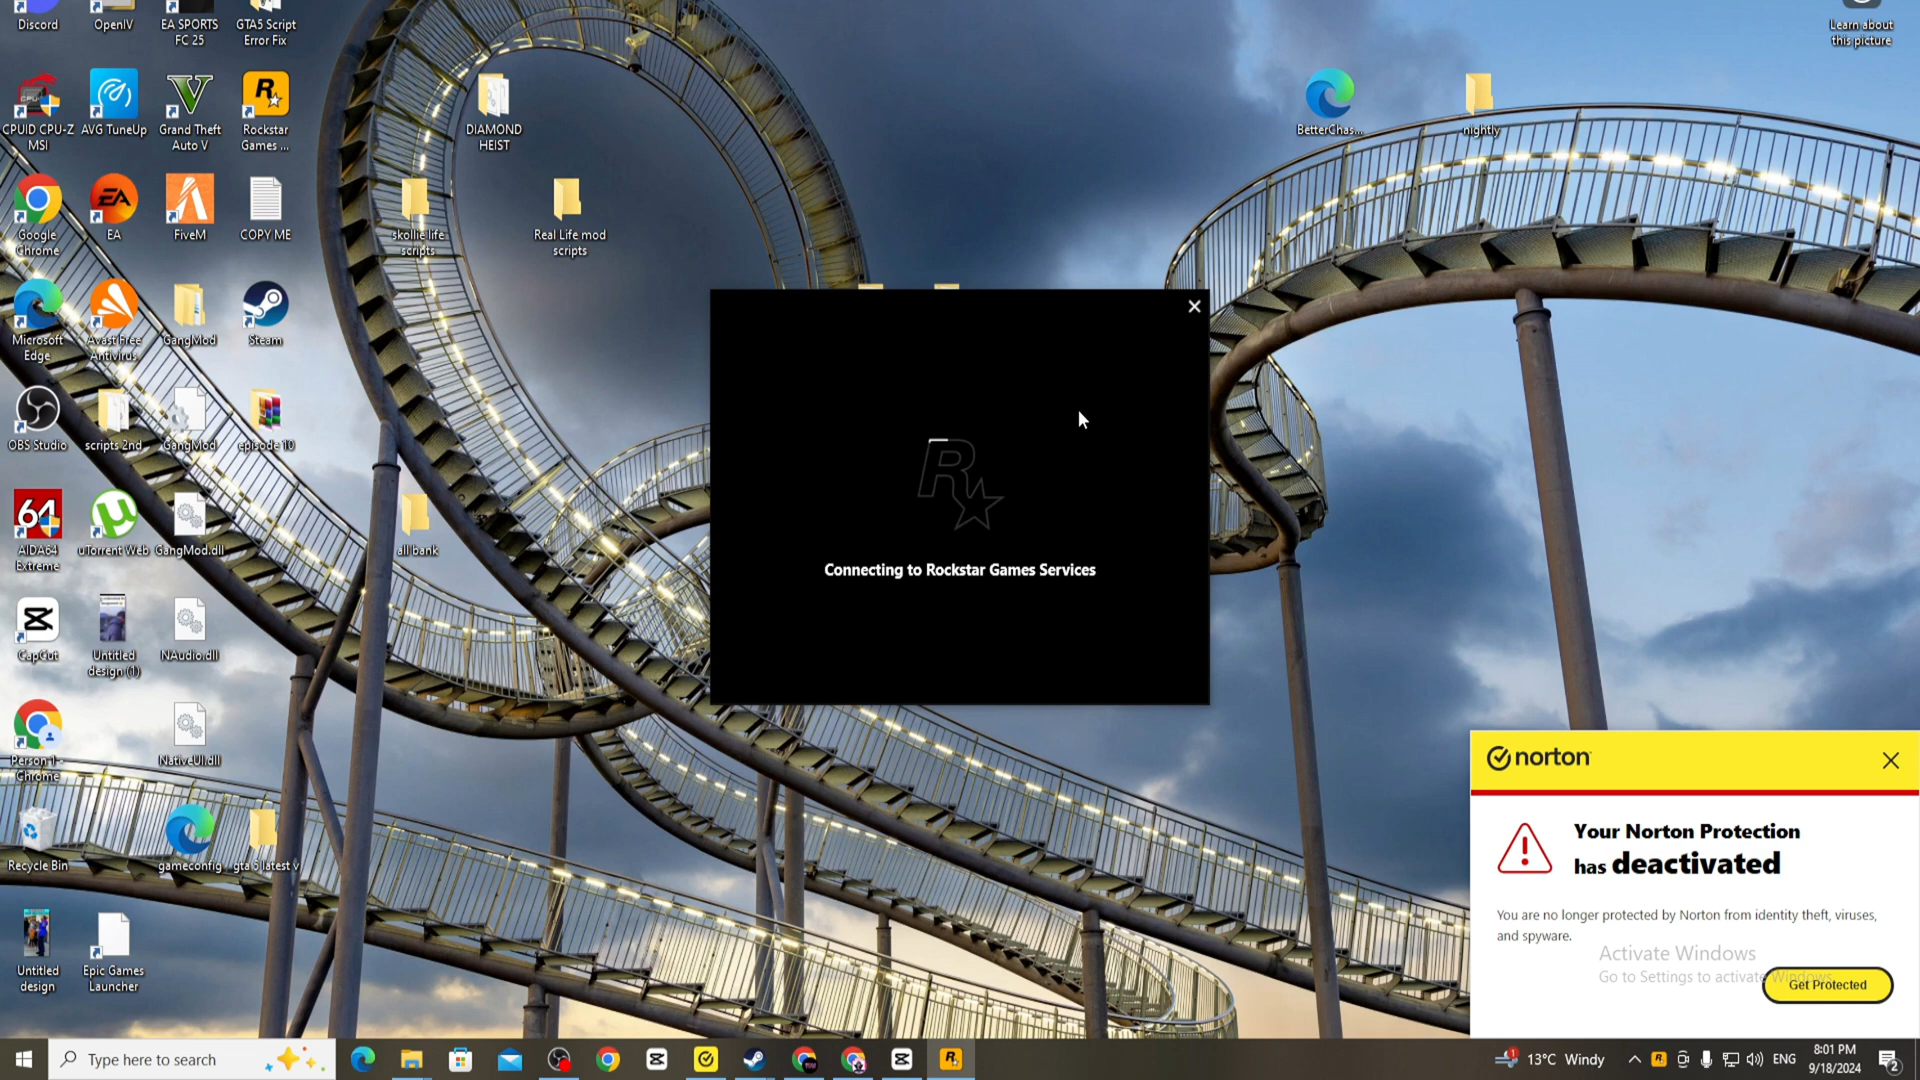 Discord
OpenIV
EA SPORTS
FC 25
GTA5 Script
Error Fix
Learn about
this picture
CPUID CPU-Z
MSI
AVG TuneUp
Grand Theft
Auto V
Rockstar
Games ...
DIAMOND
HEIST
BetterChas...
nightly
Google
Chrome
EA
FiveM
COPY ME
skollie life
scripts
Real Life mod
scripts
Microsoft
Edge
Avast Free
Antivirus
GangMod
Steam
OBS Studio
scripts 2nd
GangMod
episode 10
64
AIDA64
Extreme
uTorrent Web
GangMod.dll
all bank
Connecting to Rockstar Games Services
CapCut
Untitled
design (1)
NAudio.dll
Person 1 -
Chrome
NativeUI.dll
Recycle Bin
gameconfig
gta 5 latest v
Untitled
design
Epic Games
Launcher
norton
Your Norton Protection
has deactivated
You are no longer protected by Norton from identity theft, viruses,
and spyware.
Activate Windows
Go to Settings to activate Windows.
Get Protected
Type here to search
13°C Windy
ENG
8:01 PM
9/18/2024
2